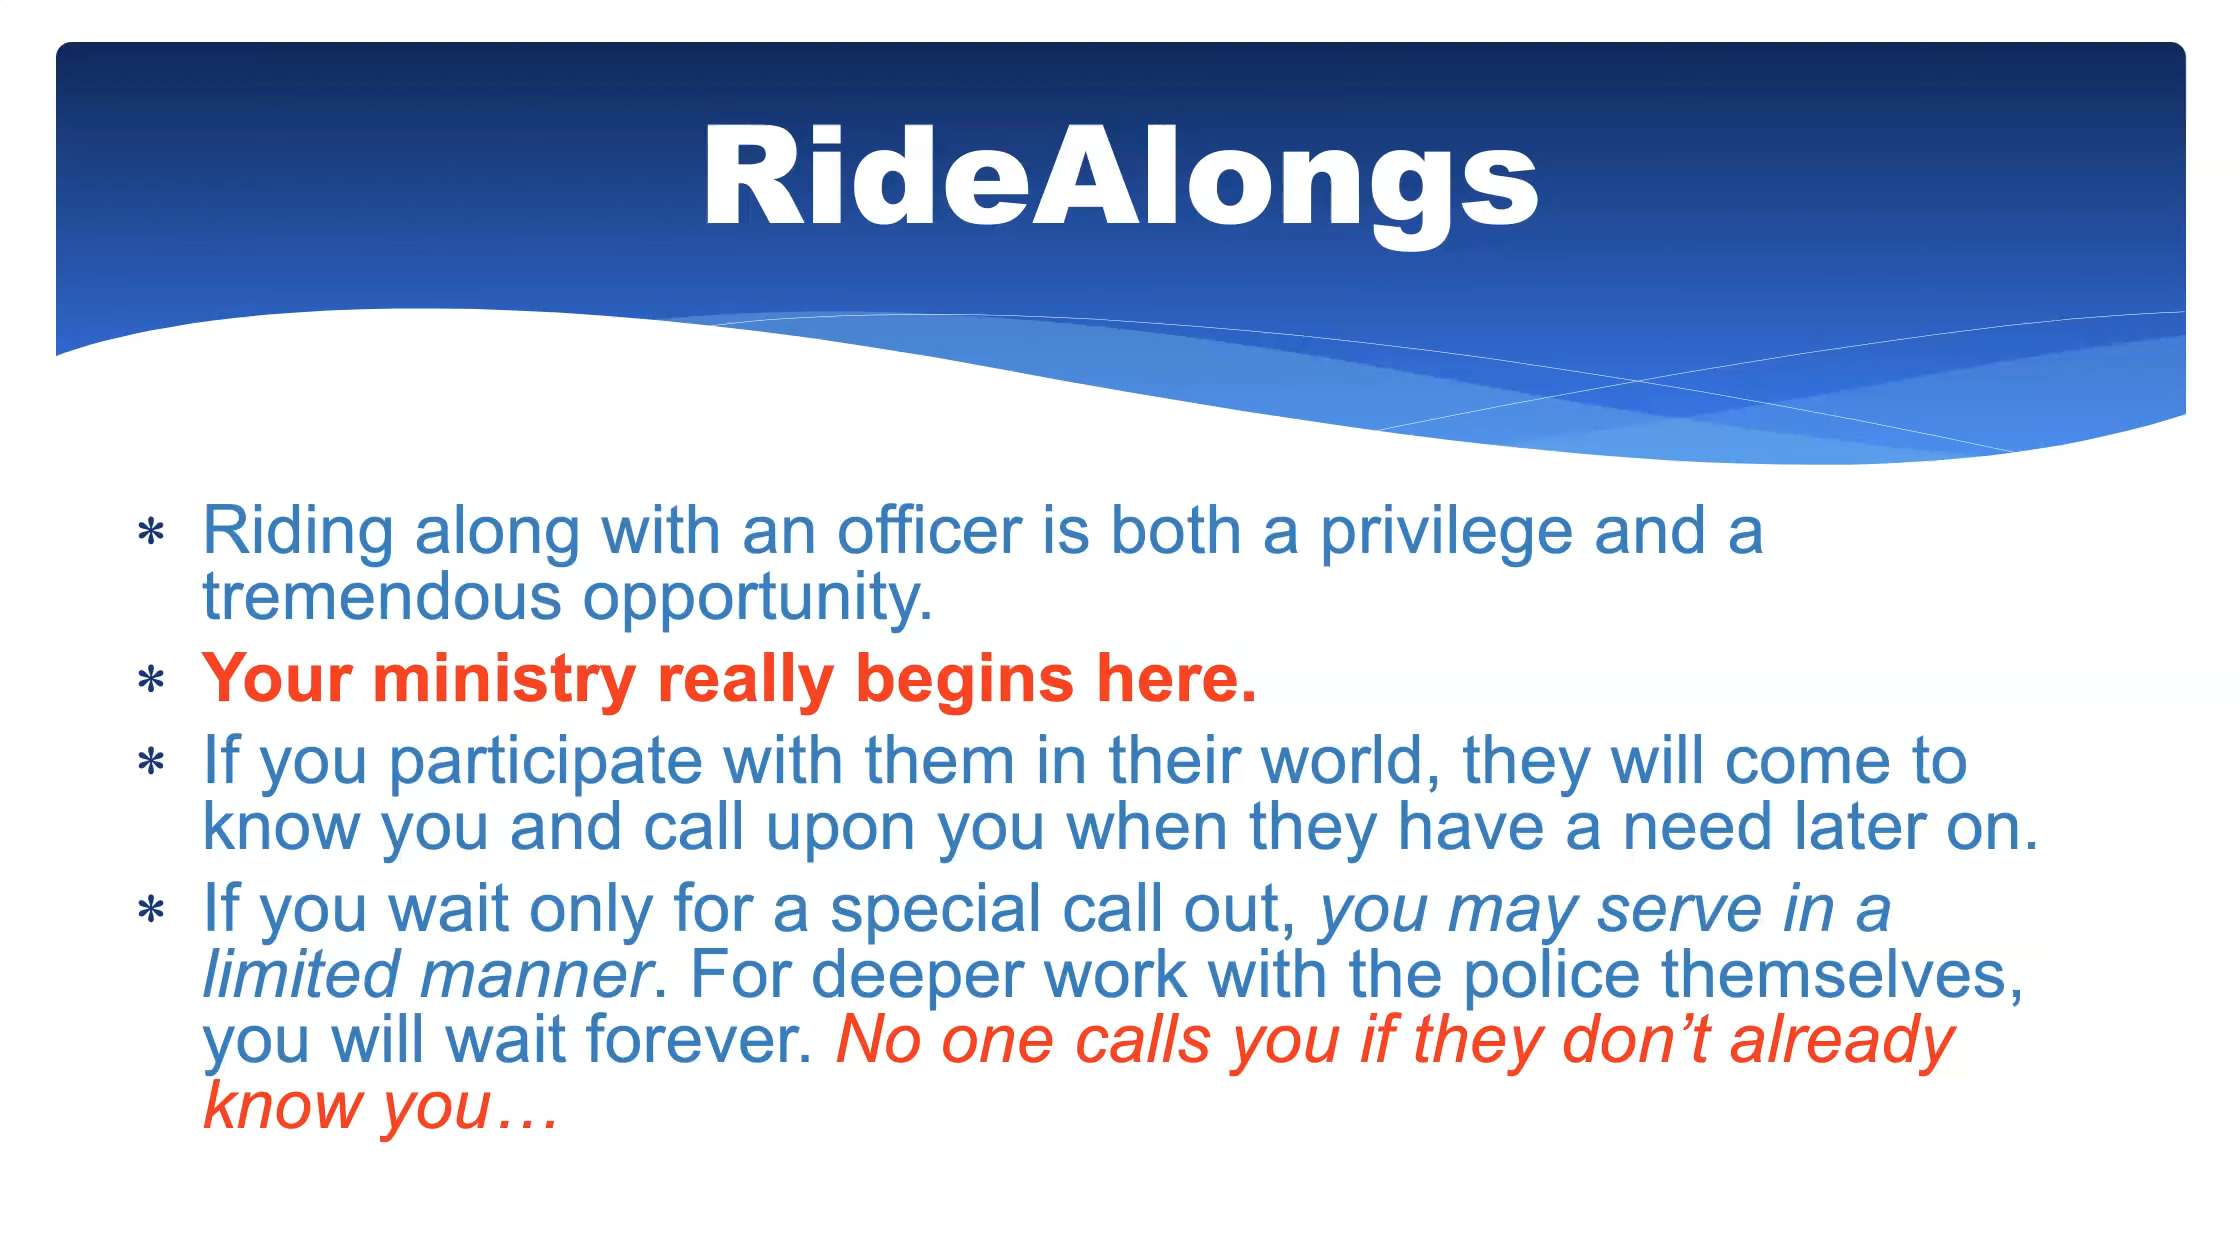 RideAlongs
* Riding along with an officer is both a privilege and a
tremendous opportunity.
* Your ministry really begins here.
* If you participate with them in their world, they will come to
know you and call upon you when they have a need later on.
* If you wait only for a special call out, you may serve in a
limited manner. For deeper work with the police themselves,
you will wait forever. No one calls you if they don’t already
know you…